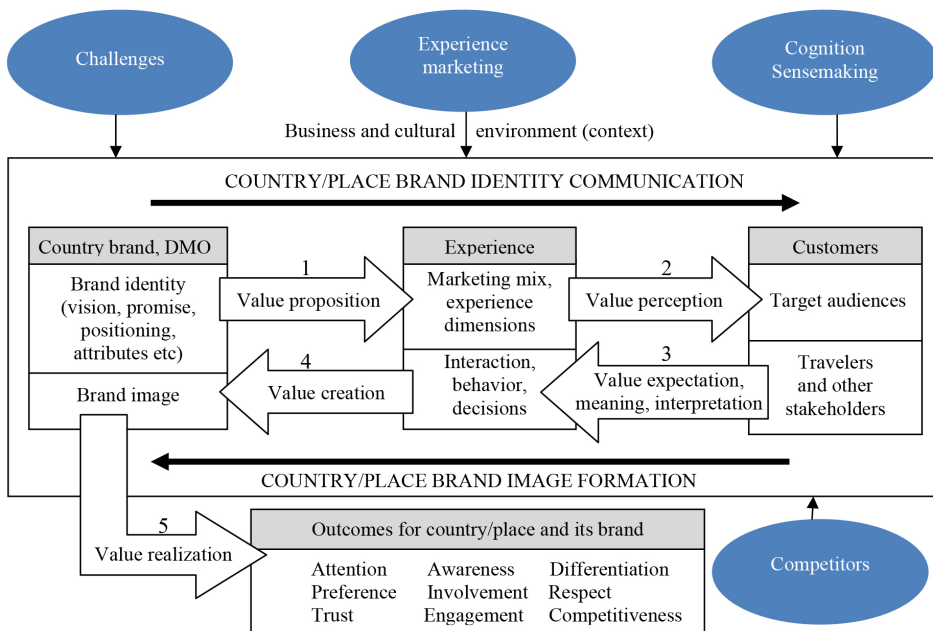 Challenges
Experience
marketing
Cognition
Sensemaking
Business and cultural environment (context)
COUNTRY/PLACE BRAND IDENTITY COMMUNICATION
Country brand, DMO
Brand identity
(vision, promise,
positioning,
attributes etc)
Brand image
1
Value proposition
4
Value creation
Experience
Marketing mix,
experience
dimensions
Interaction,
behavior,
decisions
2
Value perception
3
Value expectation,
meaning, interpretation
Customers
Target audiences
Travelers
and other
stakeholders
COUNTRY/PLACE BRAND IMAGE FORMATION
5
Value realization
Outcomes for country/place and its brand
Attention Awareness Differentiation
Preference Involvement Respect
Trust Engagement Competitiveness
Competitors